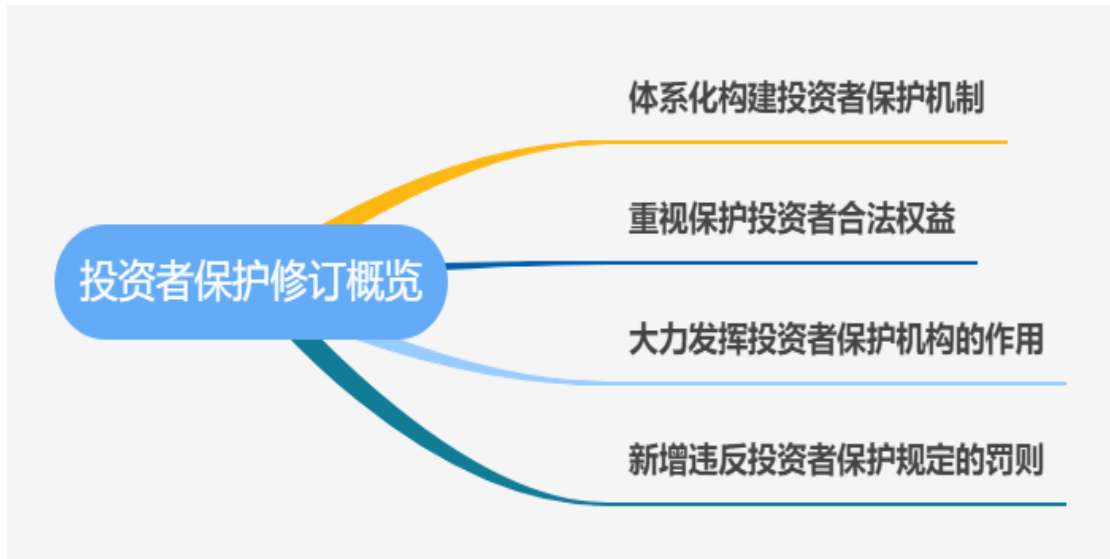 体系化构建投资者保护机制
重视保护投资者合法权益
投资者保护修订概览
大力发挥投资者保护机构的作用
新增违反投资者保护规定的罚则